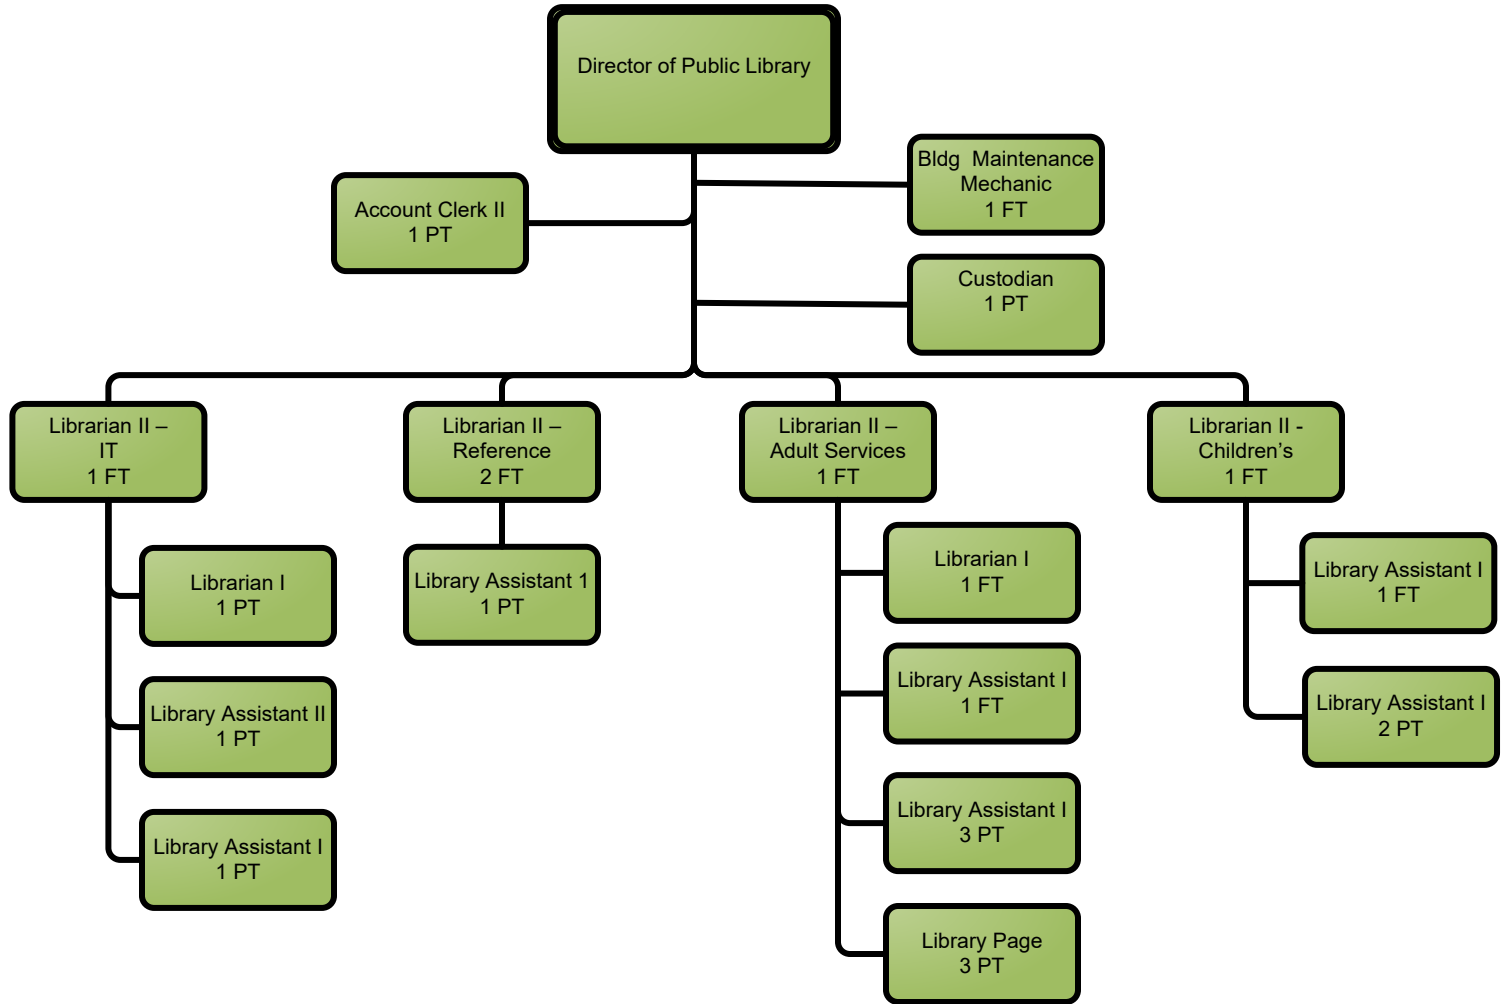 Director of Public Library
Bldg  Maintenance
Mechanic
1 FT
Account Clerk II
1 PT
Custodian
1 PT
Librarian II –
IT
1 FT
Librarian II –
Reference
2 FT
Librarian II –
Adult Services
1 FT
Librarian II -
Children’s
1 FT
Librarian I
1 PT
Library Assistant II
1 PT
Library Assistant I
1 PT
Library Assistant 1
1 PT
Librarian I
1 FT
Library Assistant I
1 FT
Library Assistant I
3 PT
Library Page
3 PT
Library Assistant I
1 FT
Library Assistant I
2 PT